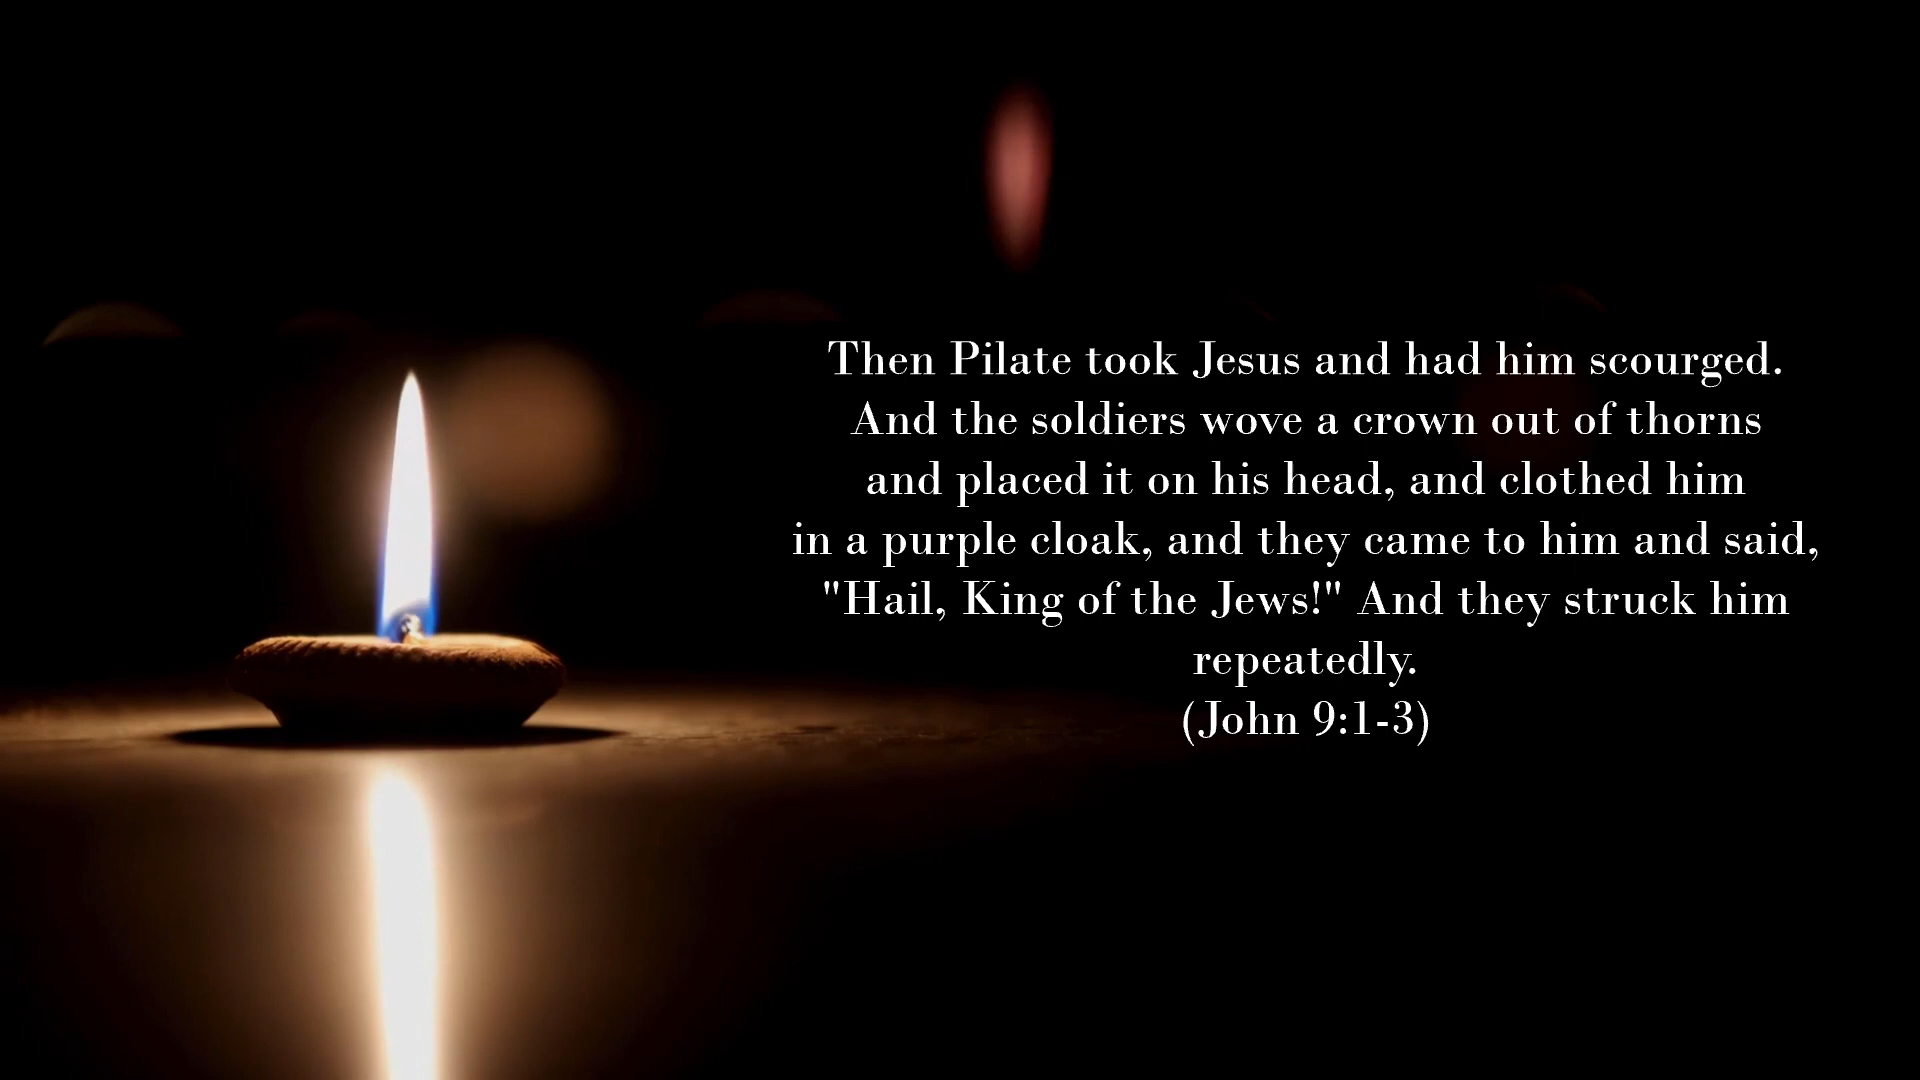 Then Pilate took Jesus and had him scourged.
And the soldiers wove a crown out of thorns
and placed it on his head, and clothed him
in a purple cloak, and they came to him and said,
"Hail, King of the Jews!" And they struck him
repeatedly.
(John 9:1-3)